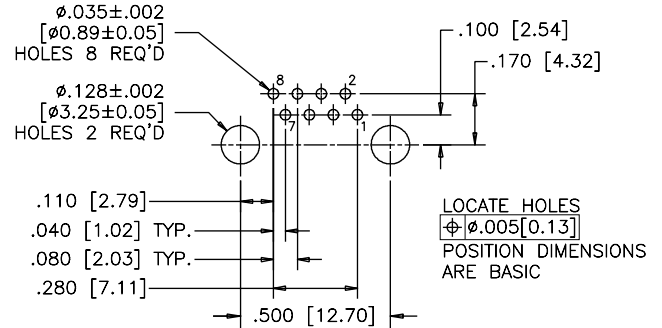 ø.035±.002
[ø0.89±0.05]
HOLES 8 REQ'D
ø.128±.002
[ø3.25±0.05]
HOLES 2 REQ'D
.100 [2.54]
.170 [4.32]
8
2
7
1
.110 [2.79]
.040 [1.02] TYP.
.080 [2.03] TYP.
.280 [7.11]
.500 [12.70]
LOCATE HOLES
⌖ ø.005[0.13]
POSITION DIMENSIONS
ARE BASIC